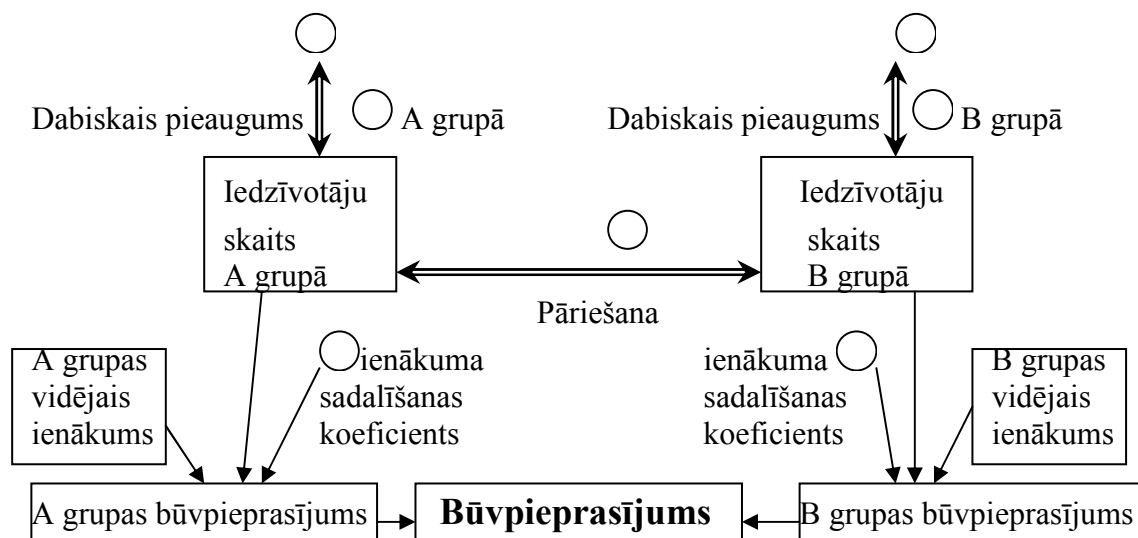 Dabiskais pieaugums
A grupā
Dabiskais pieaugums
B grupā
Iedzīvotāju
skaits
A grupā
Iedzīvotāju
skaits
B grupā
Pāriešana
A grupas
vidējais
ienākums
ienākuma
sadalīšanas
koeficients
ienākuma
sadalīšanas
koeficients
B grupas
vidējais
ienākums
A grupas būvpieprasījums
Būvpieprasījums
B grupas būvpieprasījums